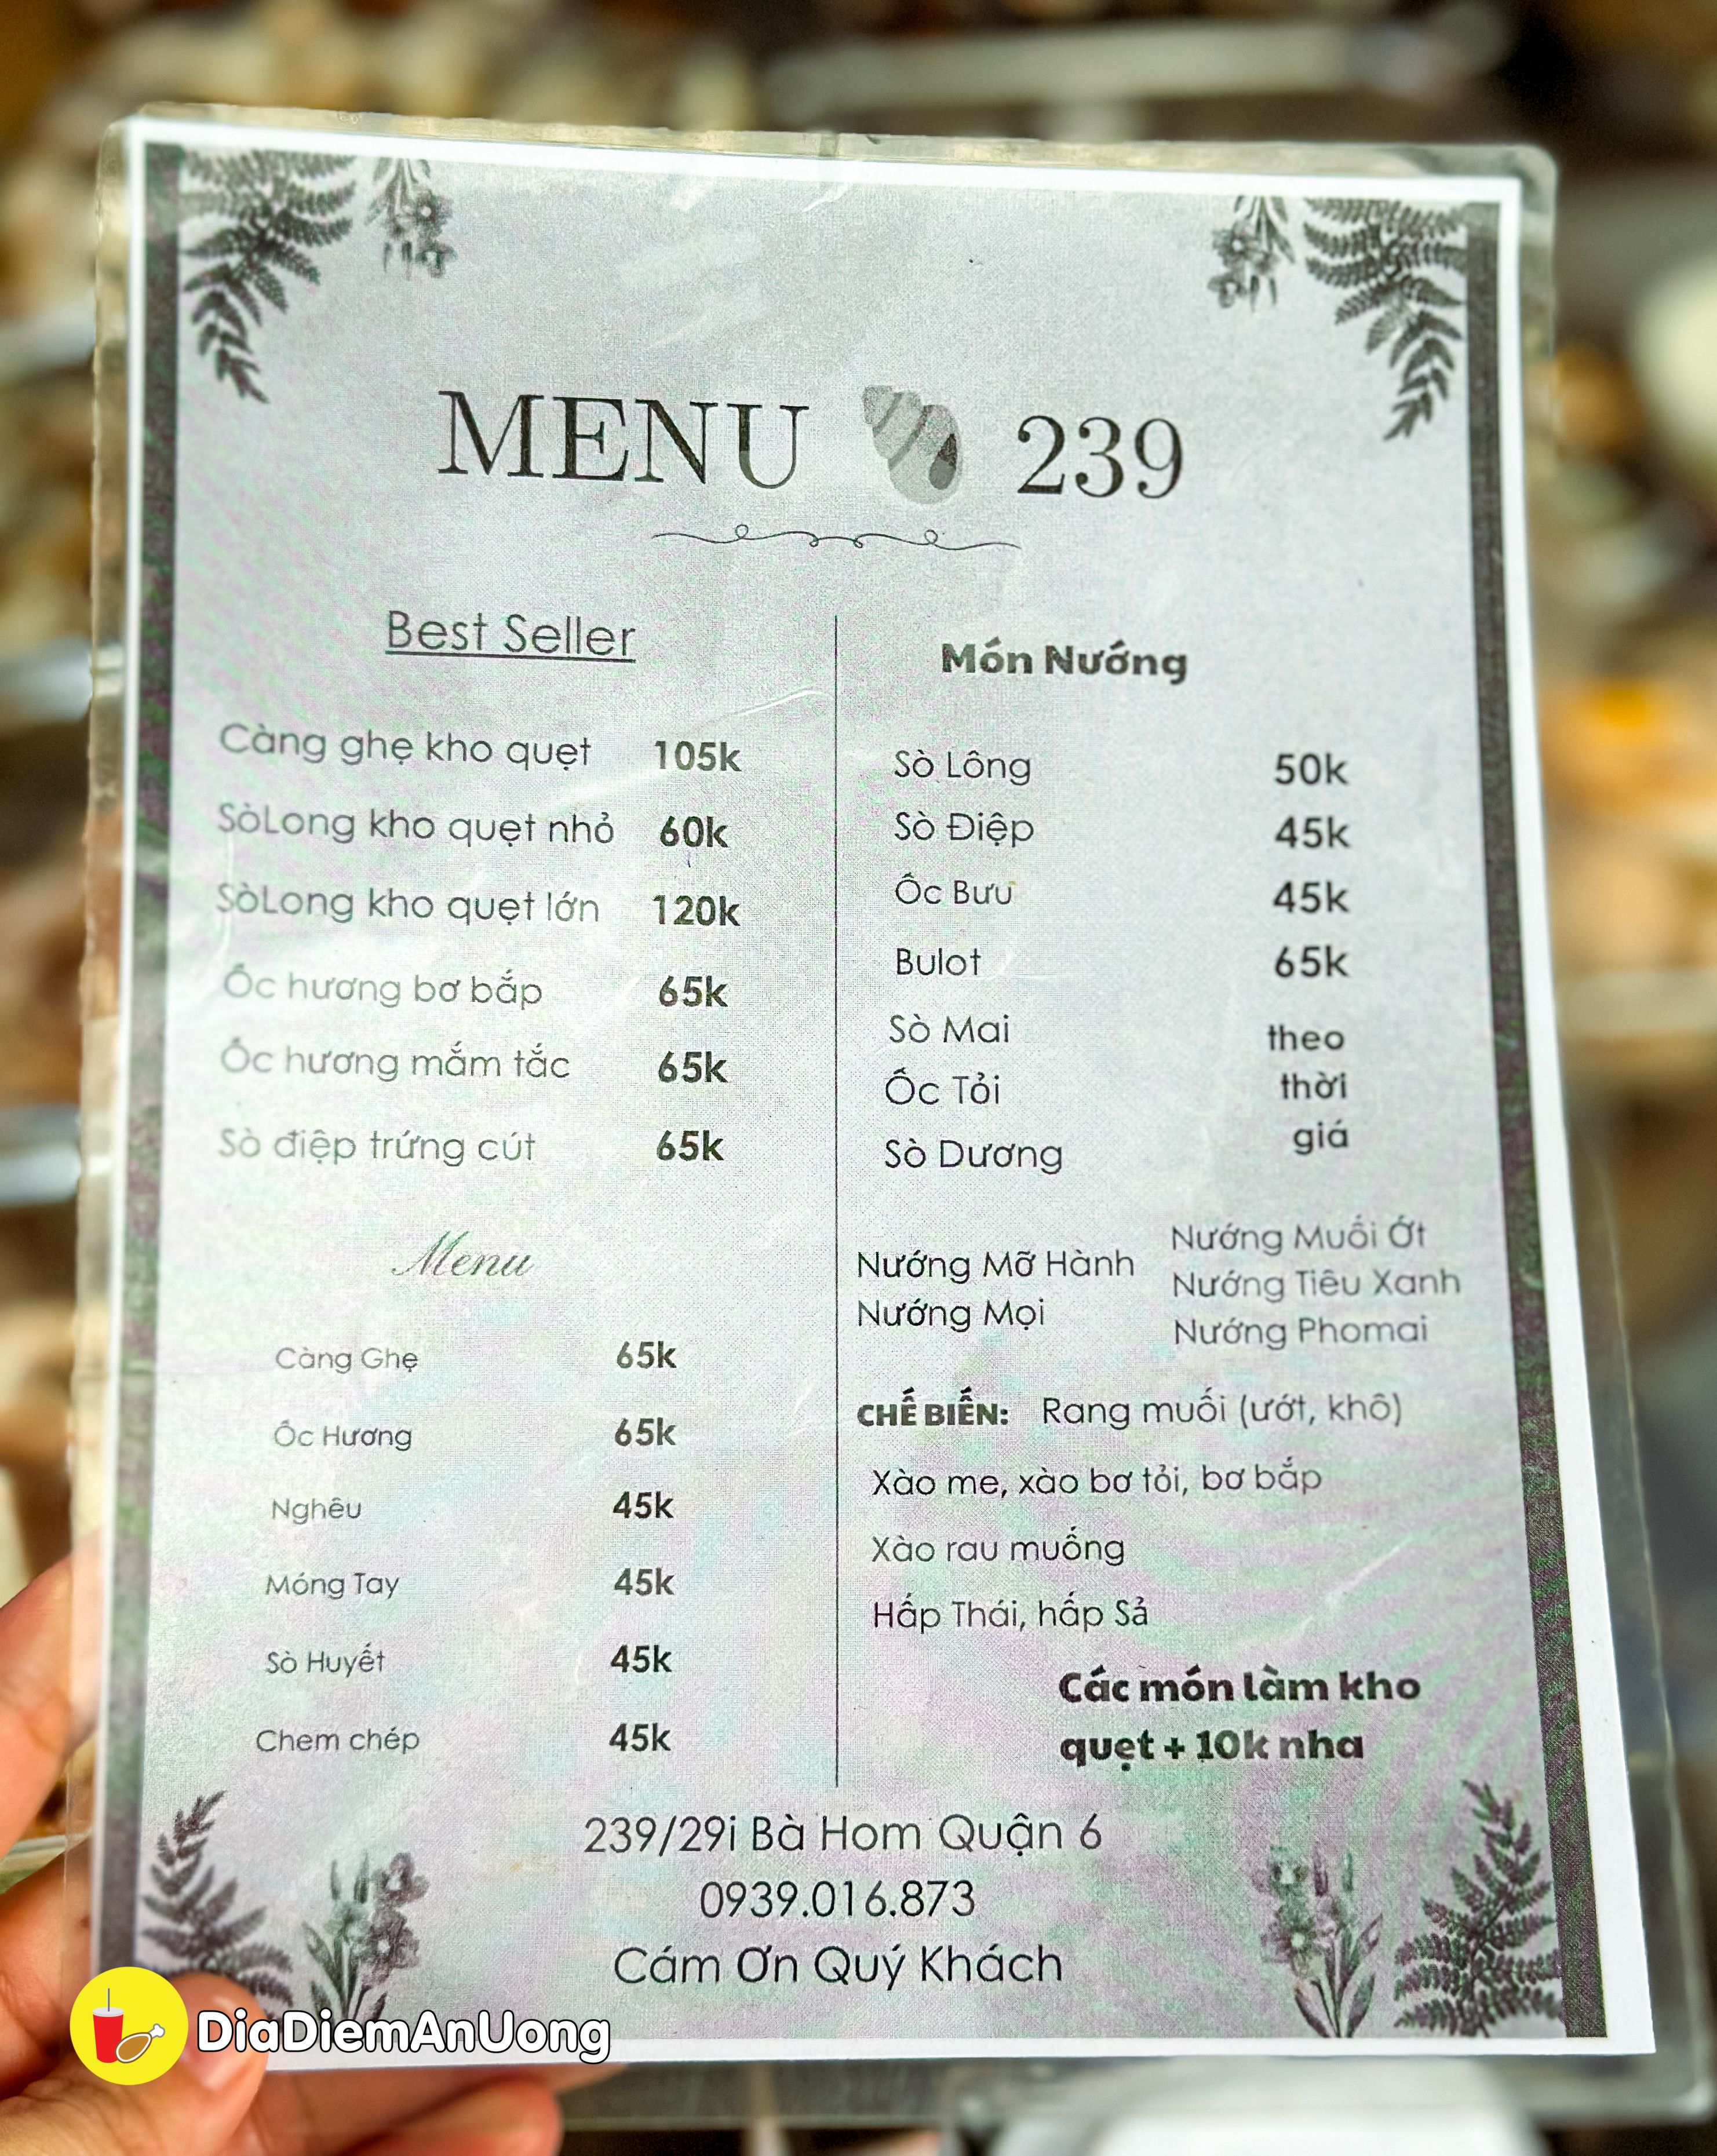 MENU 239
Best Seller
Càng ghẹ kho quẹt 105k
SòLong kho quẹt nhỏ 60k
SòLong kho quẹt lớn 120k
Ốc hương bơ bắp 65k
Ốc hương mắm tắc 65k
Sò điệp trứng cút 65k
Menu
Càng Ghẹ 65k
Ốc Hương 65k
Nghêu 45k
Móng Tay 45k
Sò Huyết 45k
Chem chép 45k
Món Nướng
Sò Lông 50k
Sò Điệp 45k
Ốc Bưu 45k
Bulot 65k
Sò Mai
Ốc Tỏi
Sò Dương
theo
thời
giá
Nướng Mỡ Hành
Nướng Mọi
Nướng Muối Ớt
Nướng Tiêu Xanh
Nướng Phomai
CHẾ BIẾN: Rang muối (ướt, khô)
Xào me, xào bơ tỏi, bơ bắp
Xào rau muống
Hấp Thái, hấp Sả
Các món làm kho
quẹt + 10k nha
239/29i Bà Hom Quận 6
0939.016.873
Cám Ơn Quý Khách
DiaDiemAnUong